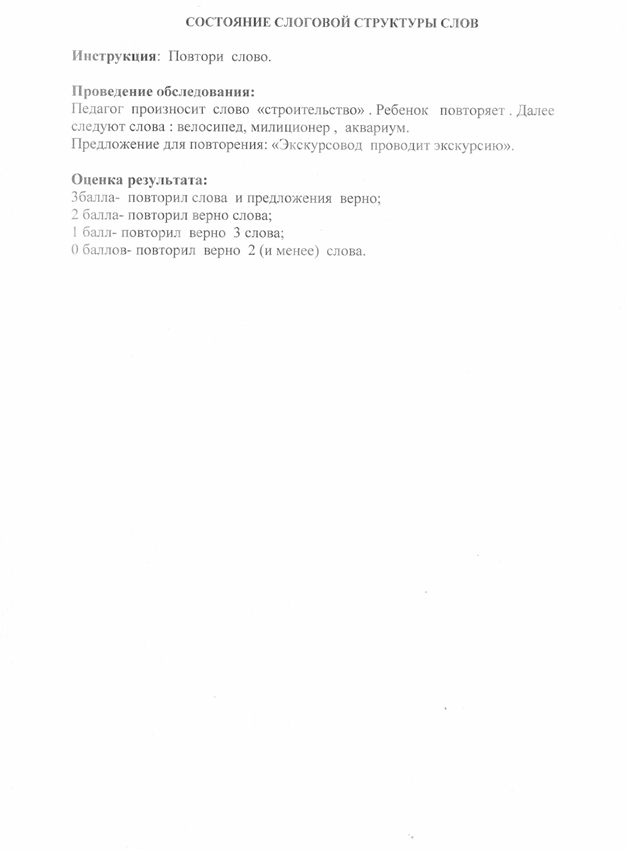 СОСТОЯНИЕ СЛОГОВОЙ СТРУКТУРЫ СЛОВ
Инструкция: Повтори слово.
Проведение обследования:
Педагог произносит слово «строительство» . Ребенок повторяет . Далее
следуют слова : велосипед, милиционер , аквариум.
Предложение для повторения: «Экскурсовод проводит экскурсию».
Оценка результата:
3балла- повторил слова и предложения верно;
2 балла- повторил верно слова;
1 балл- повторил верно 3 слова;
0 баллов- повторил верно 2 (и менее) слова.